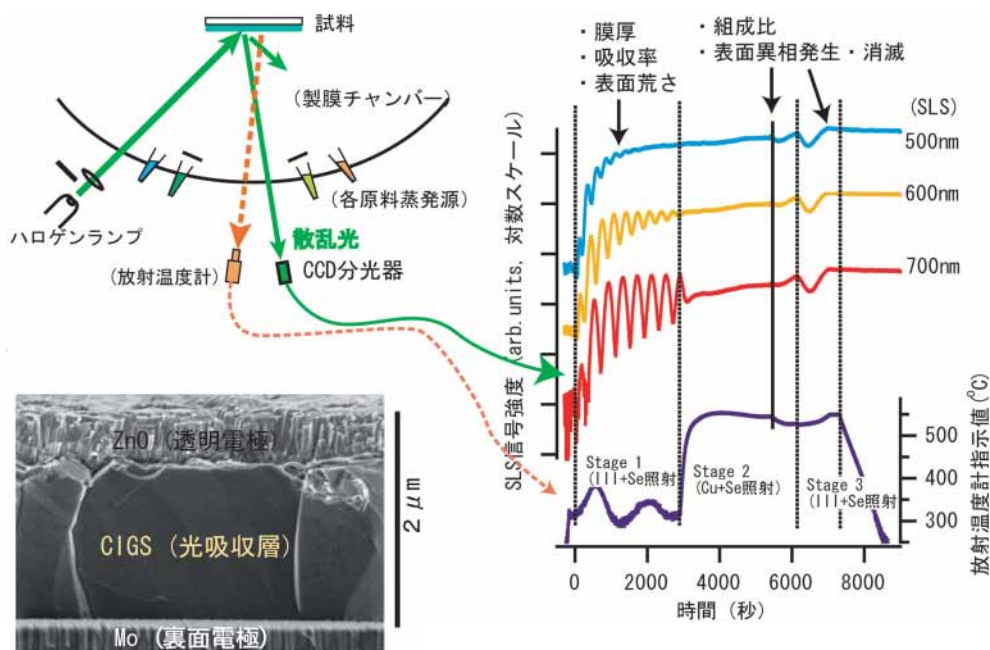 試料
(製膜チャンバー)
(各原料蒸発源)
ハロゲンランプ
散乱光
(放射温度計)
CCD分光器
ZnO (透明電極)
CIGS (光吸収層)
Mo (裏面電極)
2μm
・膜厚
・吸収率
・表面荒さ
・組成比
・表面異相発生・消滅
(SLS)
500nm
600nm
700nm
SLS信号強度 (arb.units, 対数スケール)
Stage 1
(III+Se照射)
Stage 2
(Cu+Se照射)
Stage 3
(III+Se照射)
500
400
300
放射温度計指示値(℃)
0
2000
4000
6000
8000
時間 (秒)